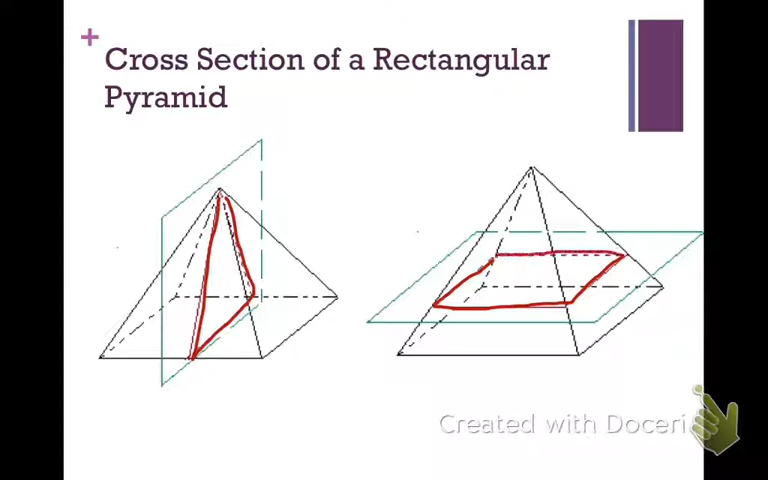 +
Cross Section of a Rectangular
Pyramid
Created with Doceri